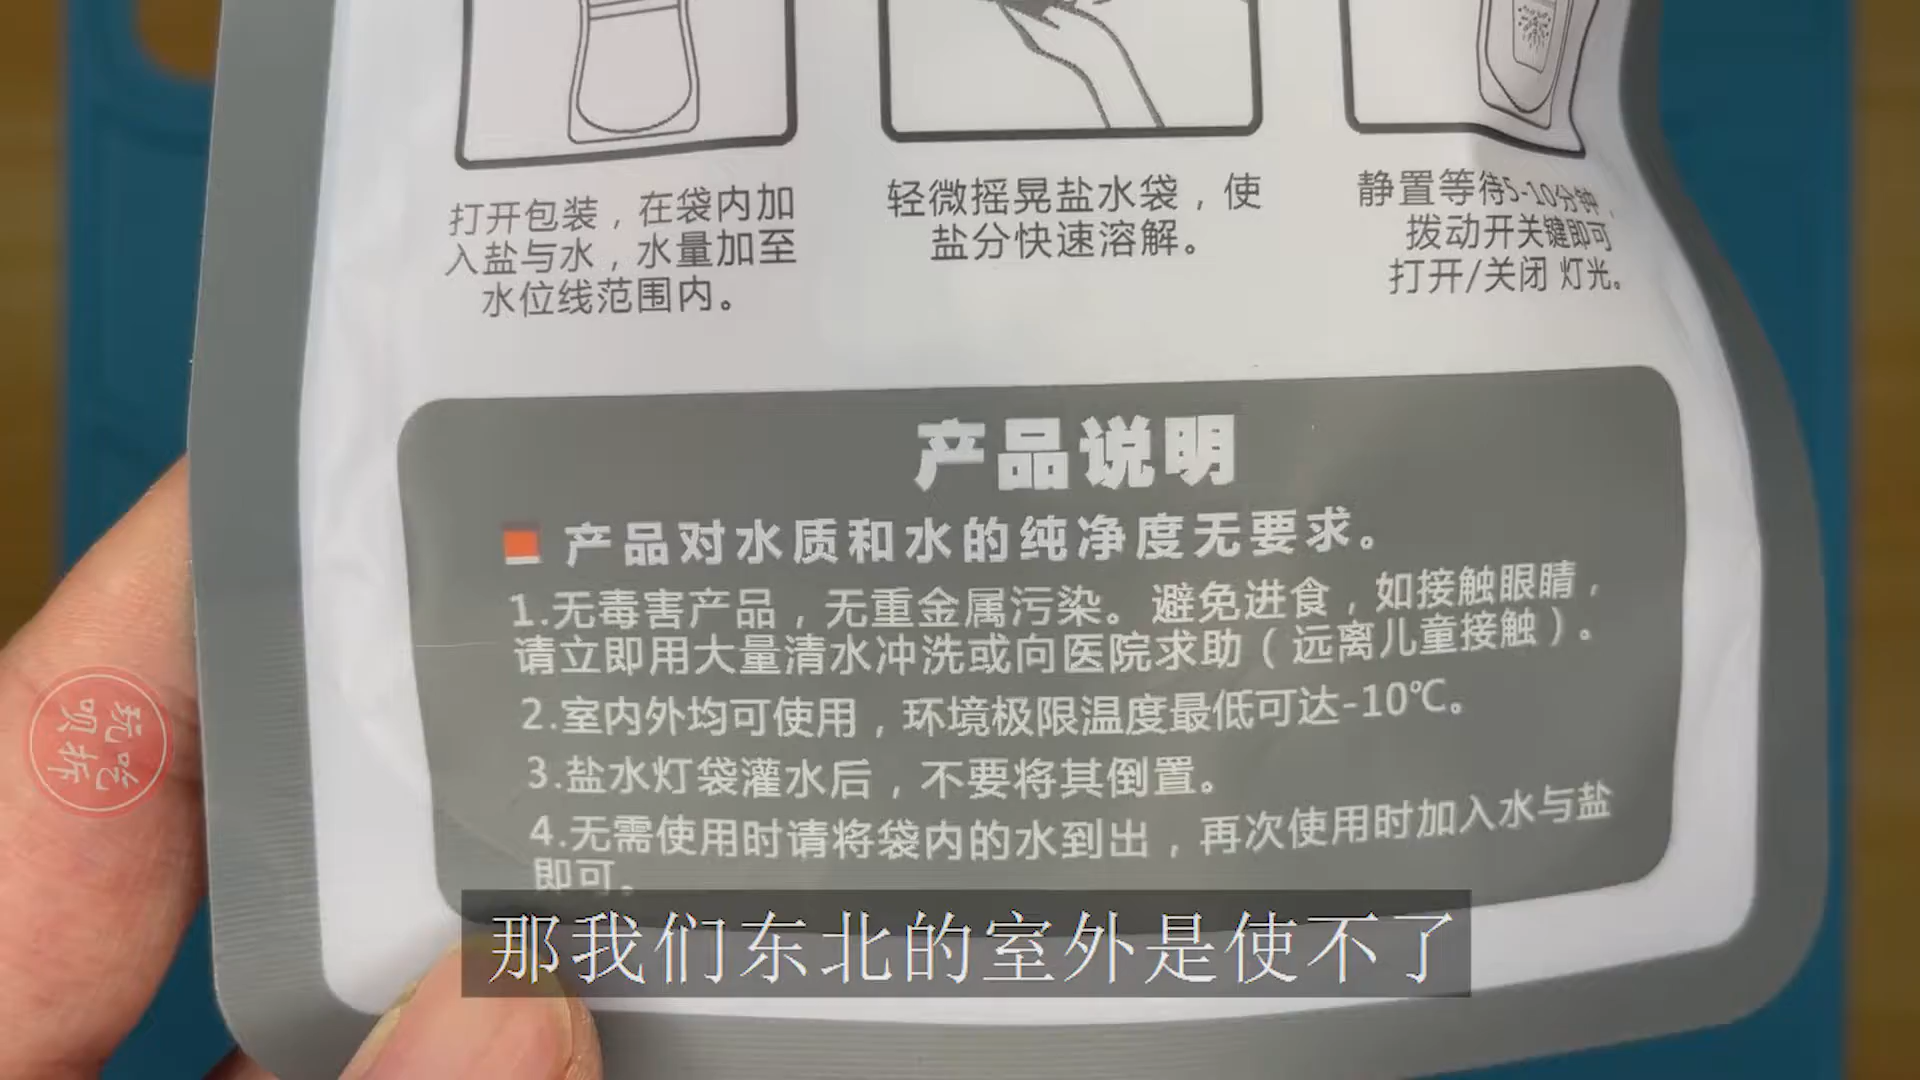 打开包装，在袋内加
入盐与水，水量加至
水位线范围内。
轻微摇晃盐水袋，使
盐分快速溶解。
静置等待5-10分钟，
拨动开关键即可
打开/关闭 灯光。
产品说明
产品对水质和水的纯净度无要求。
1.无毒害产品，无重金属污染。避免进食，如接触眼睛，
请立即用大量清水冲洗或向医院求助（远离儿童接触）。
2.室内外均可使用，环境极限温度最低可达-10℃。
3.盐水灯袋灌水后，不要将其倒置。
4.无需使用时请将袋内的水到出，再次使用时加入水与盐
即可。
那我们东北的室外是使不了
玩吃
呗拆